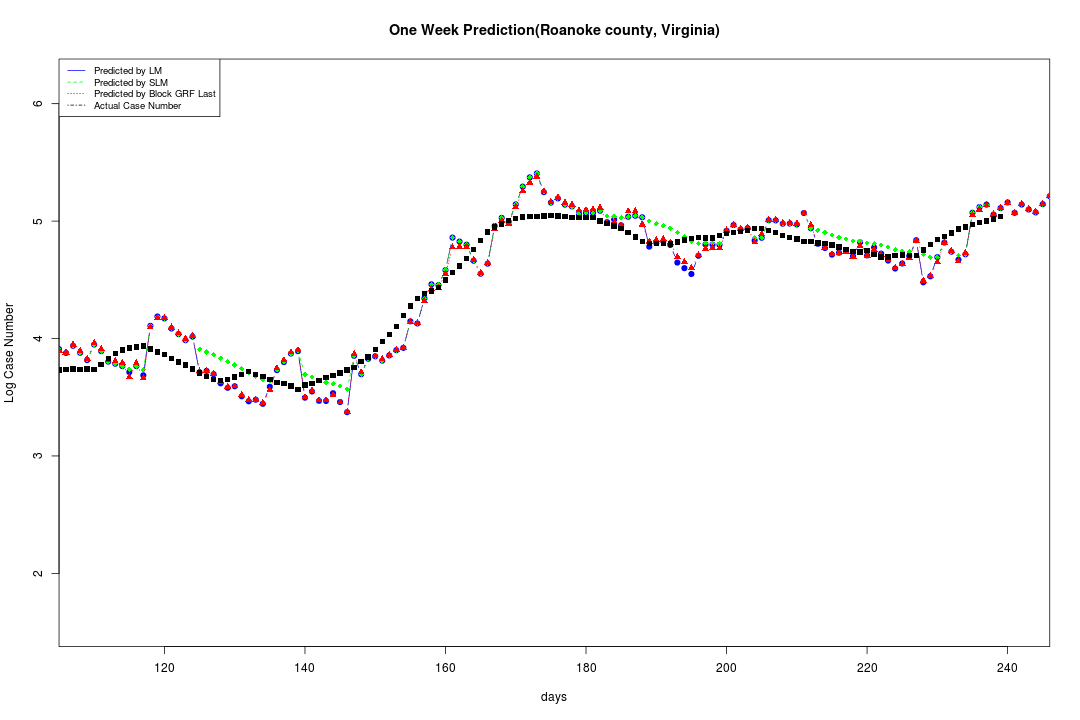 One Week Prediction(Roanoke county, Virginia)
Predicted by LM
Predicted by SLM
Predicted by Block GRF Last
Actual Case Number
Log Case Number
6
5
4
3
2
120 140 160 180 200 220 240
days